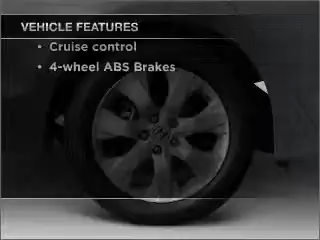 VEHICLE FEATURES
• Cruise control
• 4-wheel ABS Brakes